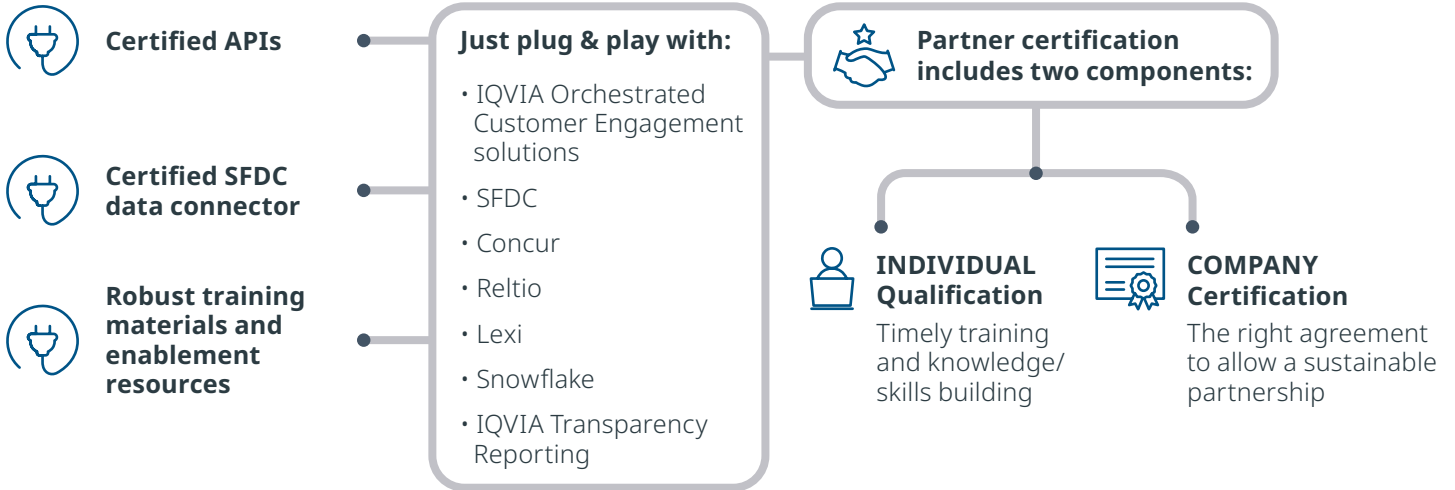 Certified APIs
Certified SFDC
data connector
Robust training
materials and
enablement
resources
Just plug & play with:
• IQVIA Orchestrated
Customer Engagement
solutions
• SFDC
• Concur
• Reltio
• Lexi
• Snowflake
• IQVIA Transparency
Reporting
Partner certification
includes two components:
INDIVIDUAL
Qualification
Timely training
and knowledge/
skills building
COMPANY
Certification
The right agreement
to allow a sustainable
partnership